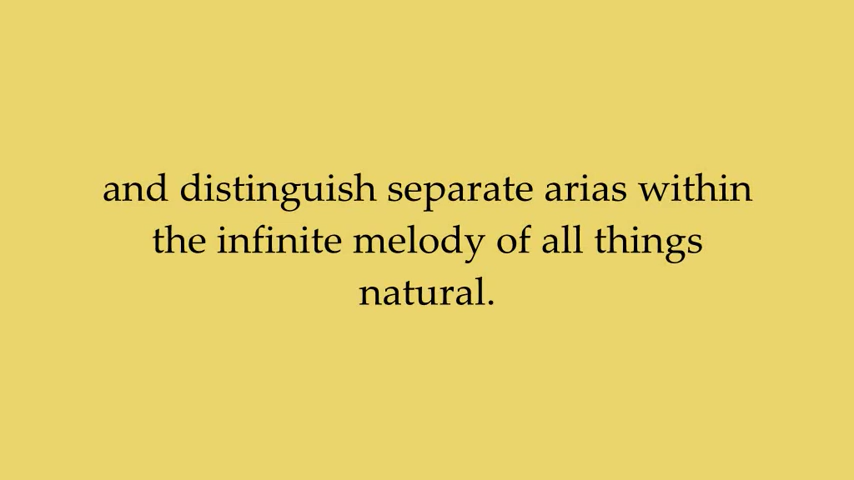 and distinguish separate arias within
the infinite melody of all things
natural.